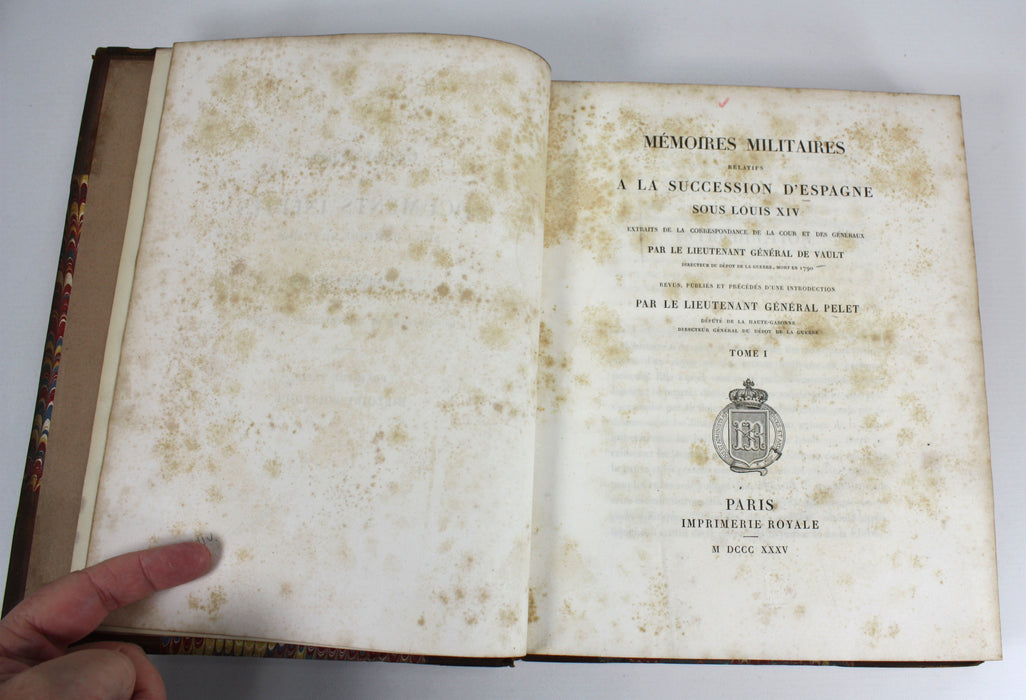 MÉMOIRES MILITAIRES
RELATIFS
A LA SUCCESSION D'ESPAGNE
SOUS LOUIS XIV
EXTRAITS DE LA CORRESPONDANCE DE LA COUR ET DES GÉNÉRAUX
PAR LE LIEUTENANT GÉNÉRAL DE VAULT
DIRECTEUR DU DÉPÔT DE LA GUERRE, MORT EN 1790
REVUS, PUBLIÉS ET PRÉCÉDÉS D'UNE INTRODUCTION
PAR LE LIEUTENANT GÉNÉRAL PELET
DÉPUTÉ DE LA HAUTE-GARONNE
DIRECTEUR GÉNÉRAL DU DÉPÔT DE LA GUERRE
TOME I
IR
PARIS
IMPRIMERIE ROYALE
M DCCC XXXV